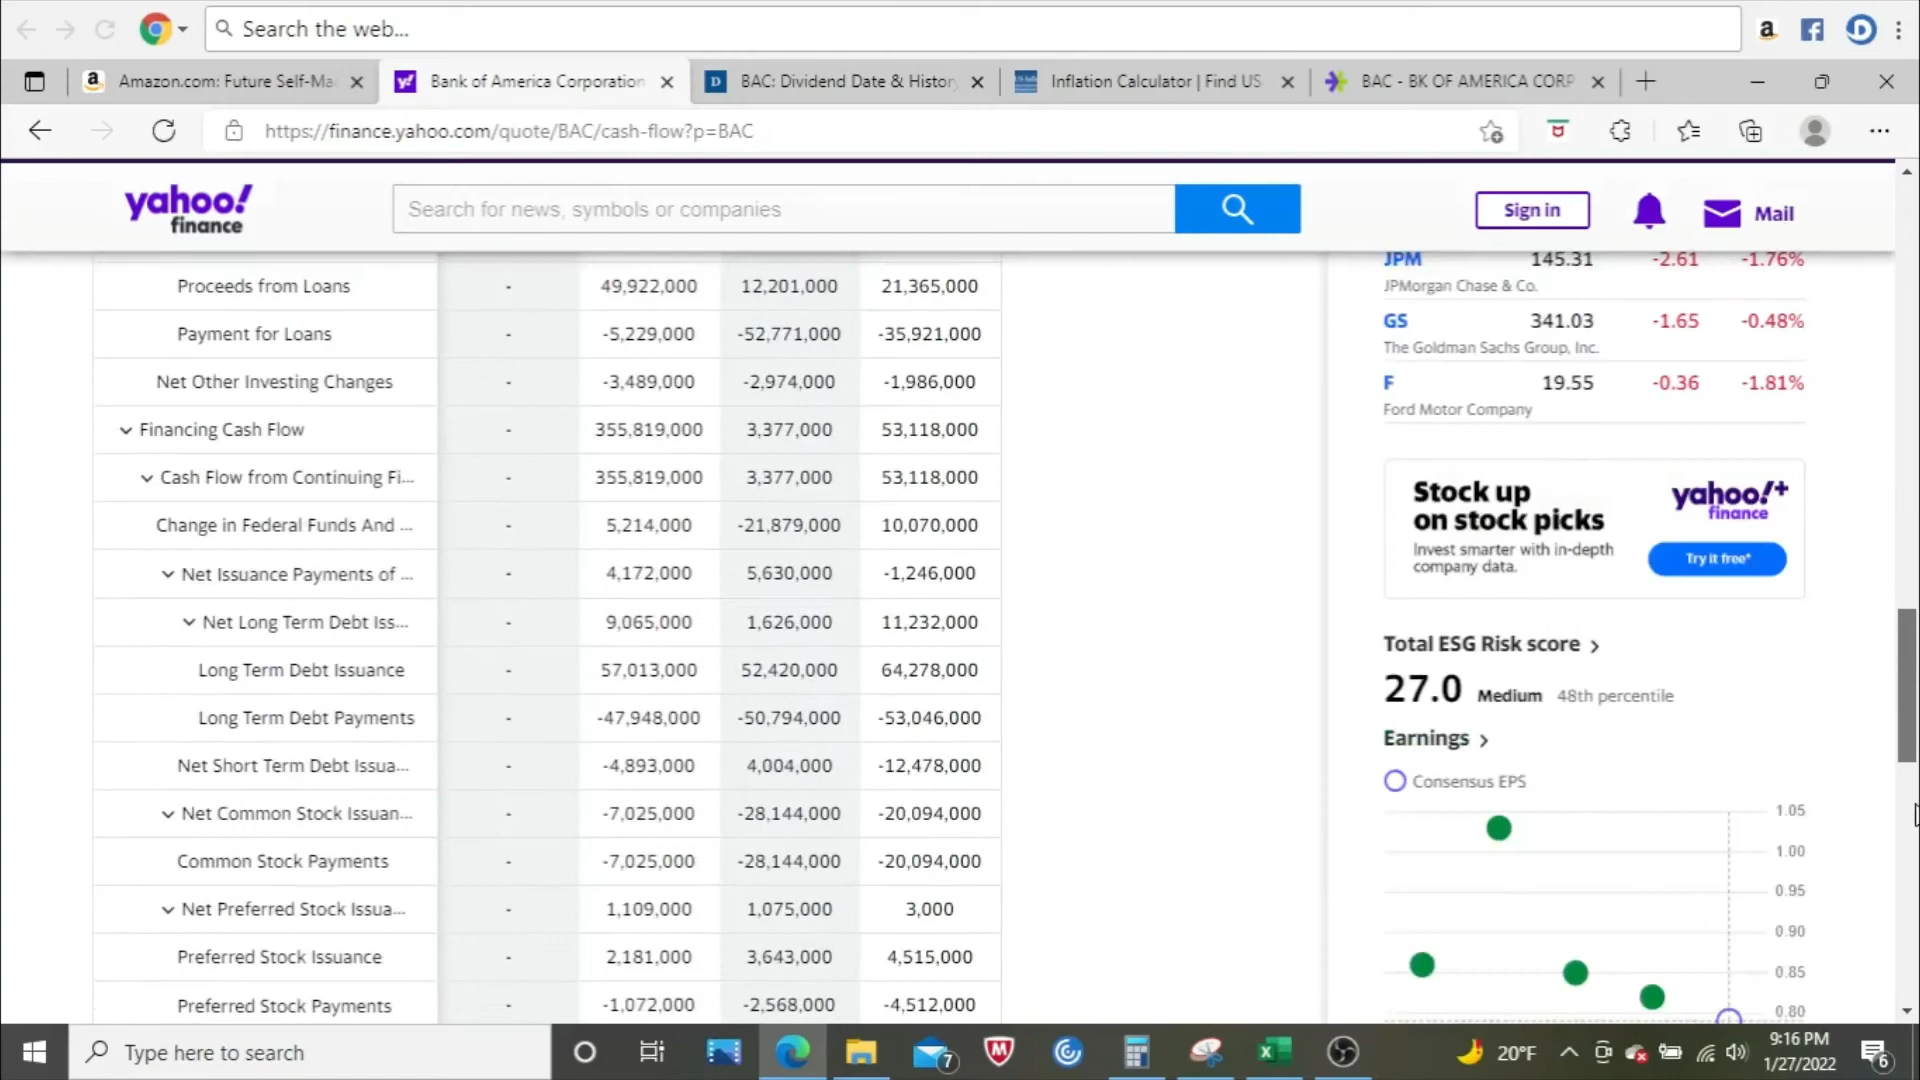 Search the web...
Amazon.com: Future Self-Ma
Bank of America Corporation
BAC: Dividend Date & Histor
Inflation Calculator | Find US
BAC - BK OF AMERICA CORP
https://finance.yahoo.com/quote/BAC/cash-flow?p=BAC
yahoo!
finance
Search for news, symbols or companies
Sign in
Mail
Proceeds from Loans - 49,922,000 12,201,000 21,365,000
Payment for Loans - -5,229,000 -52,771,000 -35,921,000
Net Other Investing Changes - -3,489,000 -2,974,000 -1,986,000
Financing Cash Flow - 355,819,000 3,377,000 53,118,000
Cash Flow from Continuing Fi... - 355,819,000 3,377,000 53,118,000
Change in Federal Funds And ... - 5,214,000 -21,879,000 10,070,000
Net Issuance Payments of ... - 4,172,000 5,630,000 -1,246,000
Net Long Term Debt Iss... - 9,065,000 1,626,000 11,232,000
Long Term Debt Issuance - 57,013,000 52,420,000 64,278,000
Long Term Debt Payments - -47,948,000 -50,794,000 -53,046,000
Net Short Term Debt Issua... - -4,893,000 4,004,000 -12,478,000
Net Common Stock Issuan... - -7,025,000 -28,144,000 -20,094,000
Common Stock Payments - -7,025,000 -28,144,000 -20,094,000
Net Preferred Stock Issua... - 1,109,000 1,075,000 3,000
Preferred Stock Issuance - 2,181,000 3,643,000 4,515,000
Preferred Stock Payments - -1,072,000 -2,568,000 -4,512,000
JPM 145.31 -2.61 -1.76%
JPMorgan Chase & Co.
GS 341.03 -1.65 -0.48%
The Goldman Sachs Group, Inc.
F 19.55 -0.36 -1.81%
Ford Motor Company
Stock up
on stock picks
Invest smarter with in-depth
company data.
yahoo!+
finance
Try it free*
Total ESG Risk score
27.0 Medium 48th percentile
Earnings
Consensus EPS
1.05
1.00
0.95
0.90
0.85
0.80
Type here to search
7
20°F
9:16 PM
1/27/2022
6